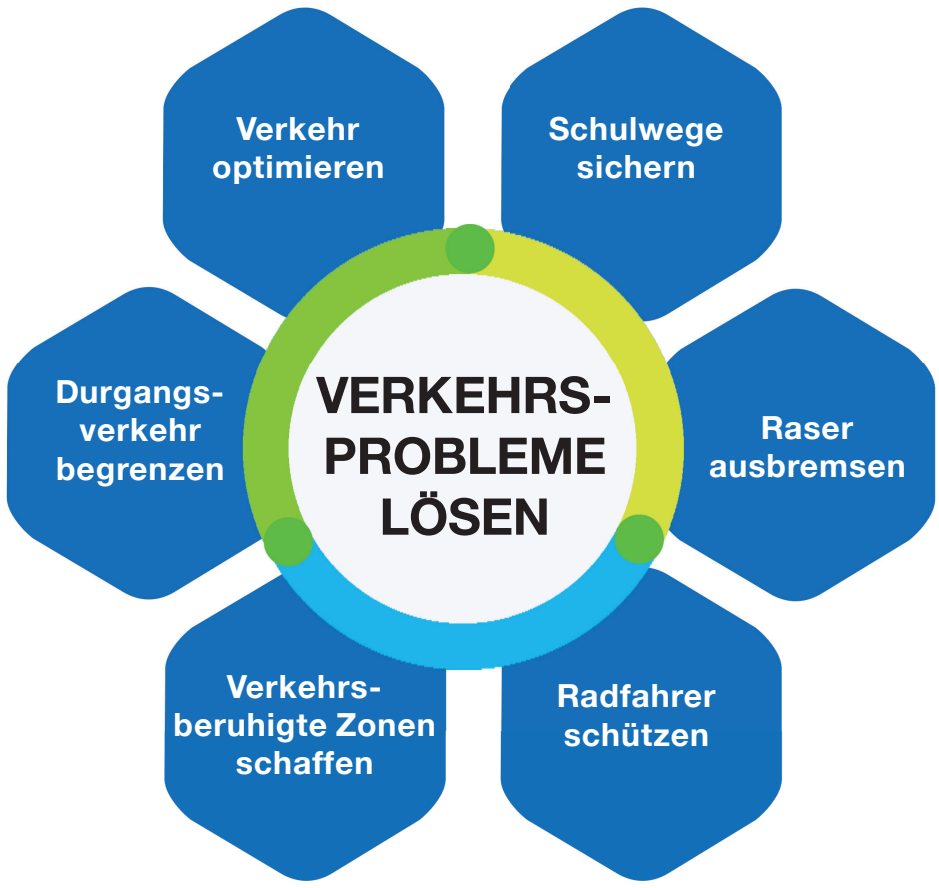 Verkehr
optimieren
Schulwege
sichern
Durgangs-
verkehr
begrenzen
VERKEHRS-
PROBLEME
LÖSEN
Raser
ausbremsen
Verkehrs-
beruhigte Zonen
schaffen
Radfahrer
schützen